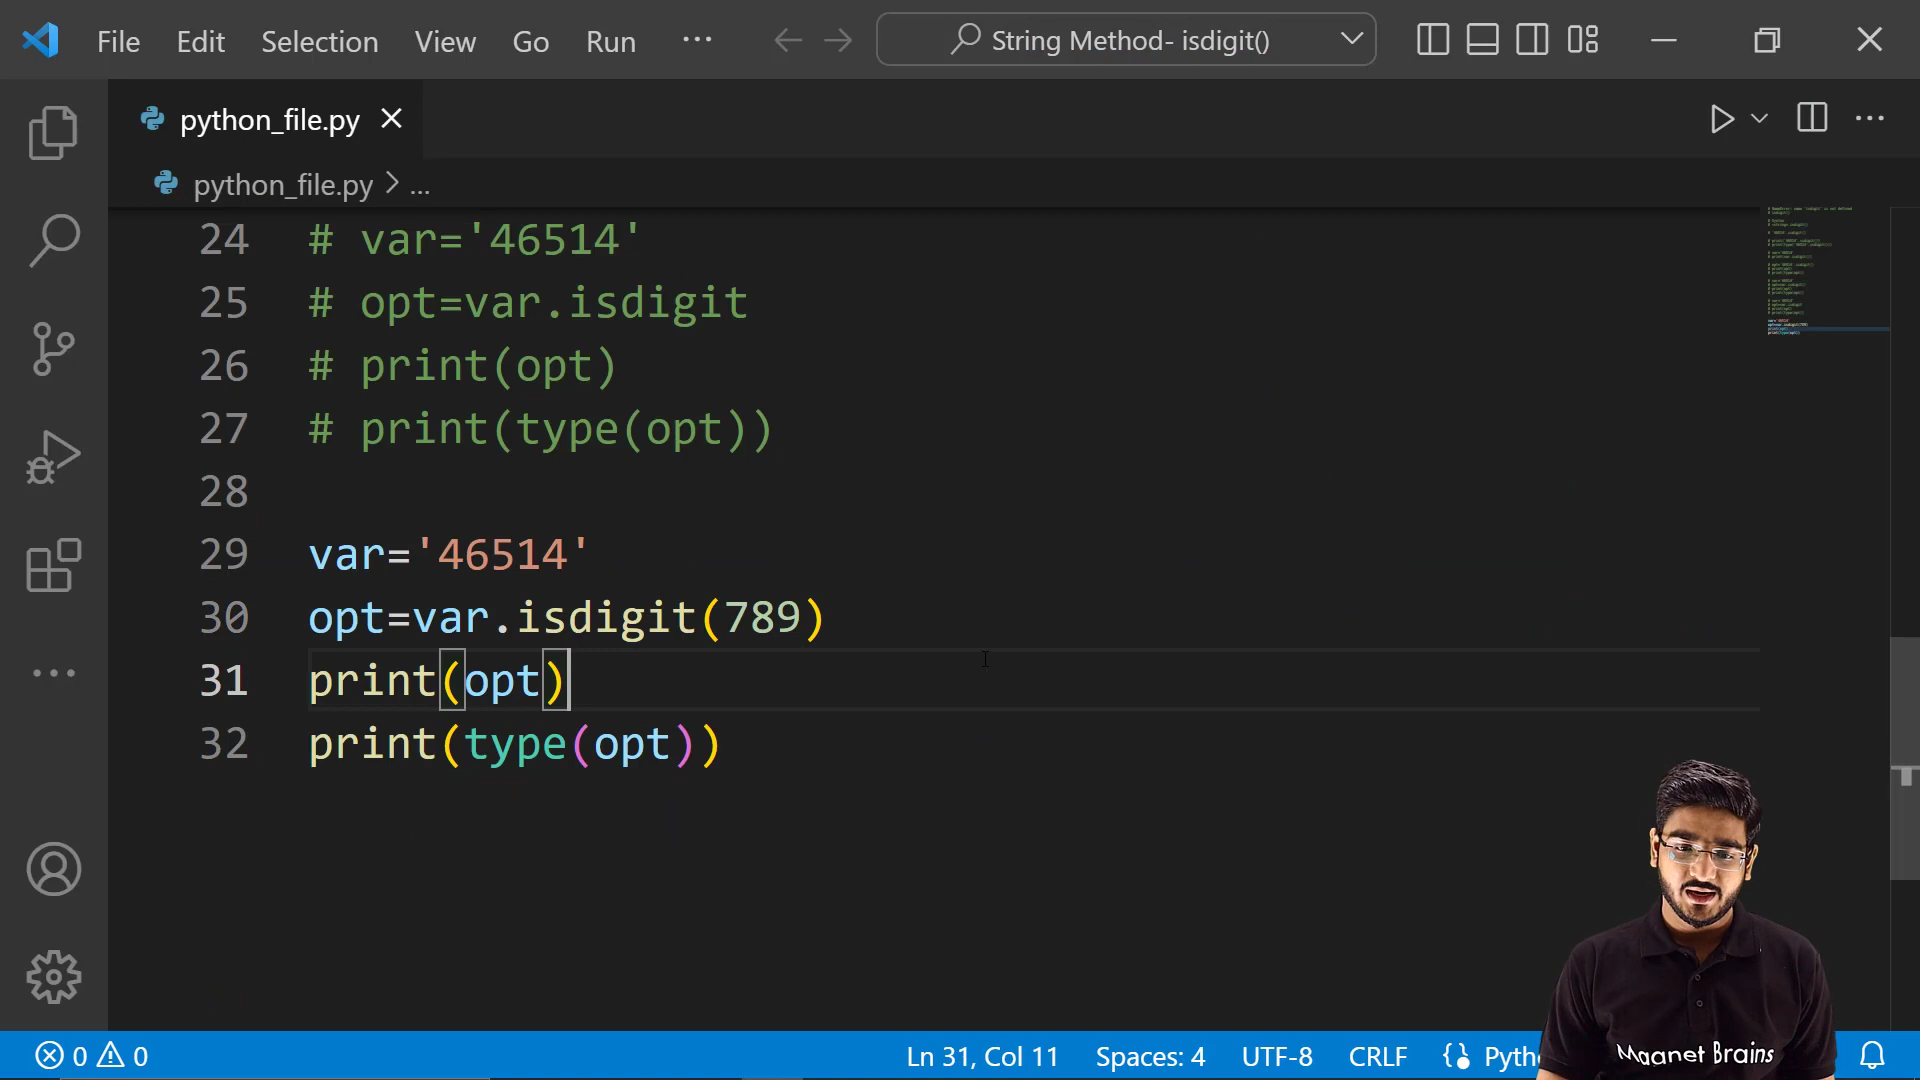 File Edit Selection View Go Run ··· String Method- isdigit()
python_file.py
python_file.py > ...
24 # var='46514'
25 # opt=var.isdigit
26 # print(opt)
27 # print(type(opt))
28
29 var='46514'
30 opt=var.isdigit(789)
31 print(opt)
32 print(type(opt))
0 0 Ln 31, Col 11 Spaces: 4 UTF-8 CRLF
Maanet Brains